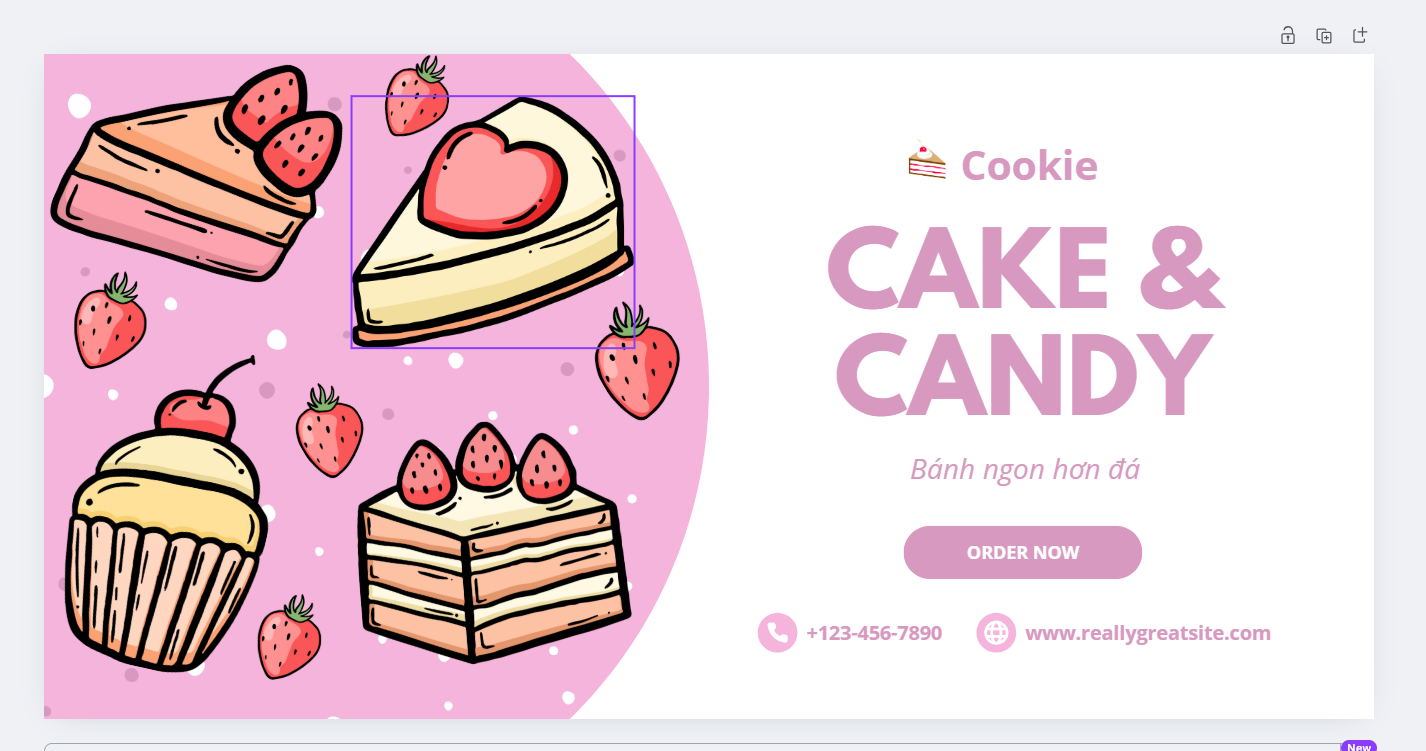 Cookie
CAKE &
CANDY
Bánh ngon hơn đá
ORDER NOW
+123-456-7890
www.reallygreatsite.com
New